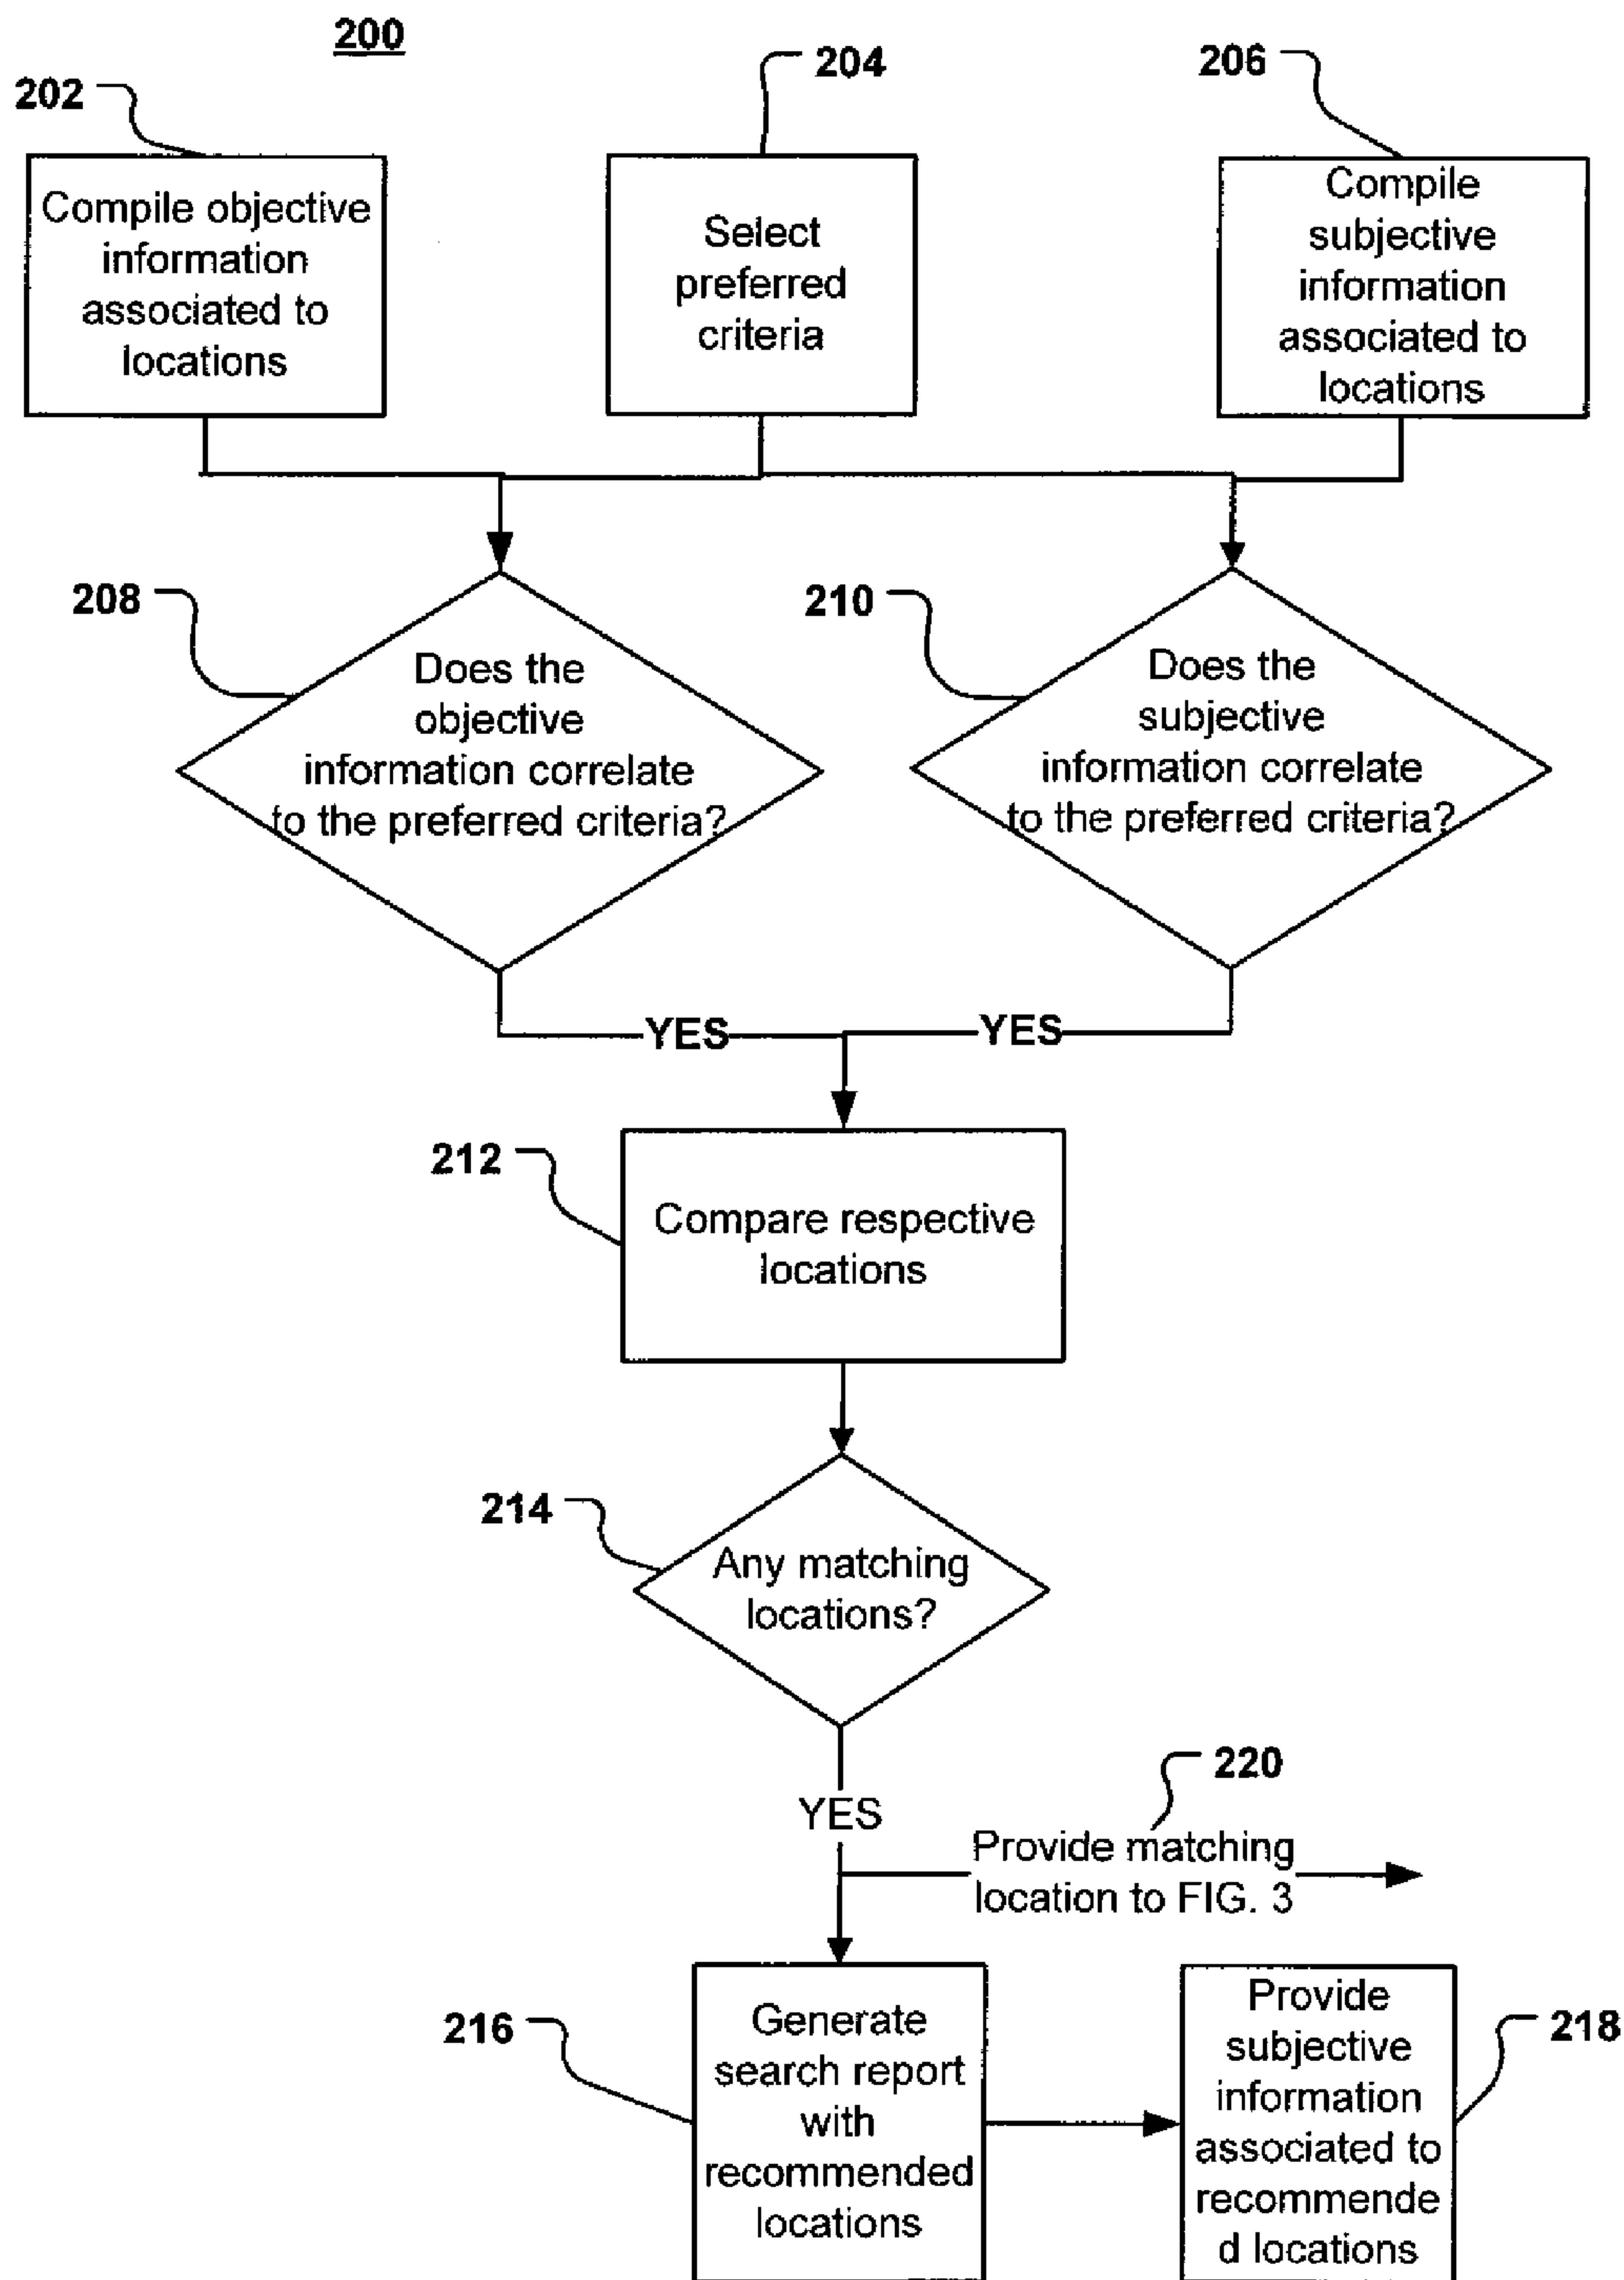 200
202
204
206
Compile objective
information
associated to
locations
Select
preferred
criteria
Compile
subjective
information
associated to
locations
208
Does the
objective
information correlate
to the preferred criteria?
210
Does the
subjective
information correlate
to the preferred criteria?
YES
YES
212
Compare respective
locations
214
Any matching
locations?
YES
220
Provide matching
location to FIG. 3
216
Generate
search report
with
recommended
locations
218
Provide
subjective
information
associated to
recommende
d locations